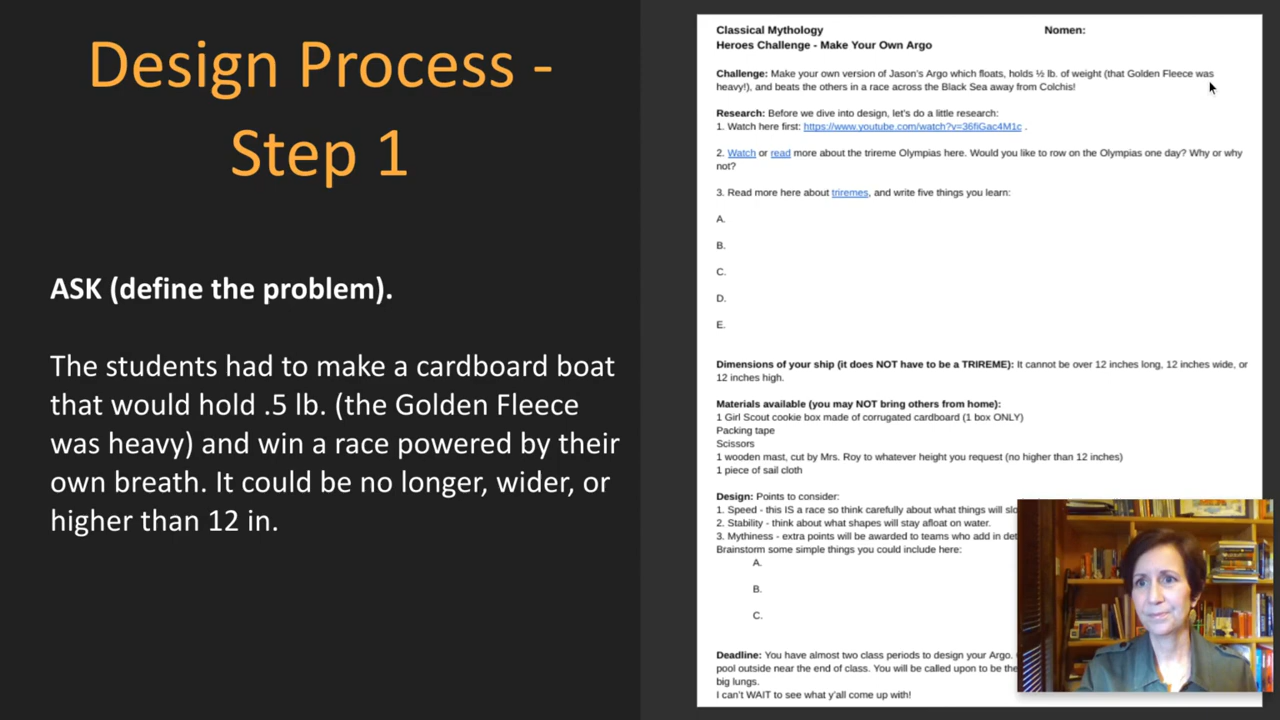 Design Process -
Step 1
ASK (define the problem).
The students had to make a cardboard boat
that would hold .5 lb. (the Golden Fleece
was heavy) and win a race powered by their
own breath. It could be no longer, wider, or
higher than 12 in.
Classical Mythology Nomen:
Heroes Challenge - Make Your Own Argo
Challenge: Make your own version of Jason's Argo which floats, holds ½ lb. of weight (that Golden Fleece was
heavy!), and beats the others in a race across the Black Sea away from Colchis!
Research: Before we dive into design, let's do a little research:
1. Watch here first: https://www.youtube.com/watch?v=36fiGac4M1c .
2. Watch or read more about the trireme Olympias here. Would you like to row on the Olympias one day? Why or why
not?
3. Read more here about triremes, and write five things you learn:
A.
B.
C.
D.
E.
Dimensions of your ship (it does NOT have to be a TRIREME): It cannot be over 12 inches long, 12 inches wide, or
12 inches high.
Materials available (you may NOT bring others from home):
1 Girl Scout cookie box made of corrugated cardboard (1 box ONLY)
Packing tape
Scissors
1 wooden mast, cut by Mrs. Roy to whatever height you request (no higher than 12 inches)
1 piece of sail cloth
Design: Points to consider:
1. Speed - this IS a race so think carefully about what things will slo
2. Stability - think about what shapes will stay afloat on water.
3. Mythiness - extra points will be awarded to teams who add in det
Brainstorm some simple things you could include here:
A.
B.
C.
Deadline: You have almost two class periods to design your Argo.
pool outside near the end of class. You will be called upon to be the
big lungs.
I can't WAIT to see what y'all come up with!